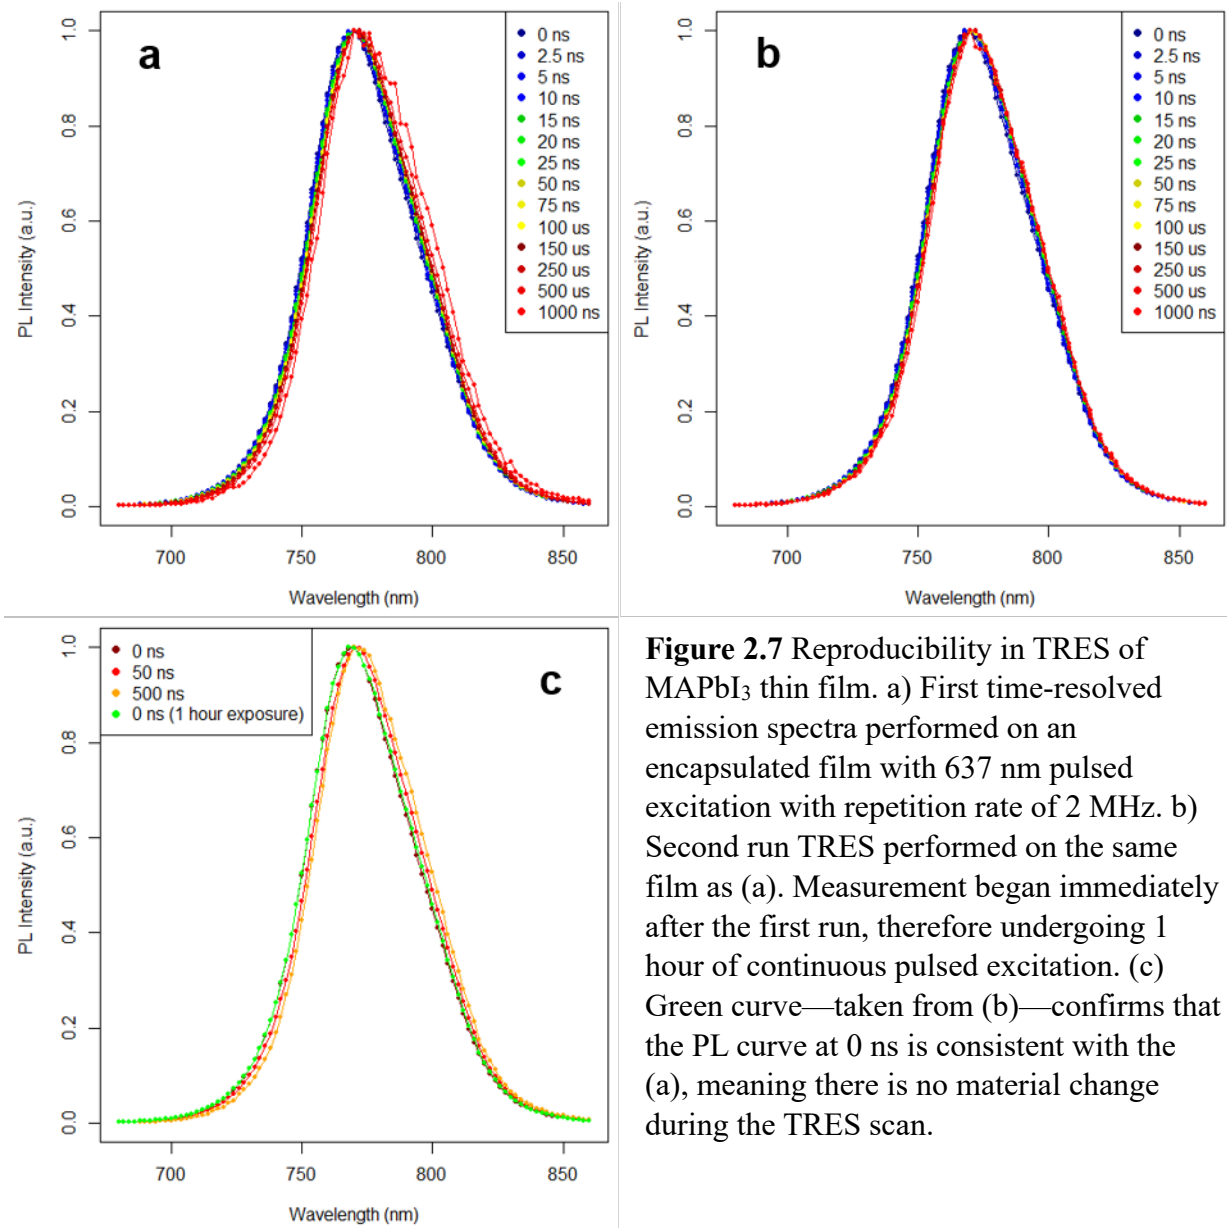 a
0 ns
2.5 ns
5 ns
10 ns
15 ns
20 ns
25 ns
50 ns
75 ns
100 us
150 us
250 us
500 us
1000 ns
1.0
0.8
0.6
0.4
0.2
0.0
PL Intensity (a.u.)
700 750 800 850
Wavelength (nm)
b
0 ns
2.5 ns
5 ns
10 ns
15 ns
20 ns
25 ns
50 ns
75 ns
100 us
150 us
250 us
500 us
1000 ns
1.0
0.8
0.6
0.4
0.2
0.0
PL Intensity (a.u.)
700 750 800 850
Wavelength (nm)
c
0 ns
50 ns
500 ns
0 ns (1 hour exposure)
1.0
0.8
0.6
0.4
0.2
0.0
PL Intensity (a.u.)
700 750 800 850
Wavelength (nm)
Figure 2.7 Reproducibility in TRES of
MAPbI₃ thin film. a) First time-resolved
emission spectra performed on an
encapsulated film with 637 nm pulsed
excitation with repetition rate of 2 MHz. b)
Second run TRES performed on the same
film as (a). Measurement began immediately
after the first run, therefore undergoing 1
hour of continuous pulsed excitation. (c)
Green curve—taken from (b)—confirms that
the PL curve at 0 ns is consistent with the
(a), meaning there is no material change
during the TRES scan.